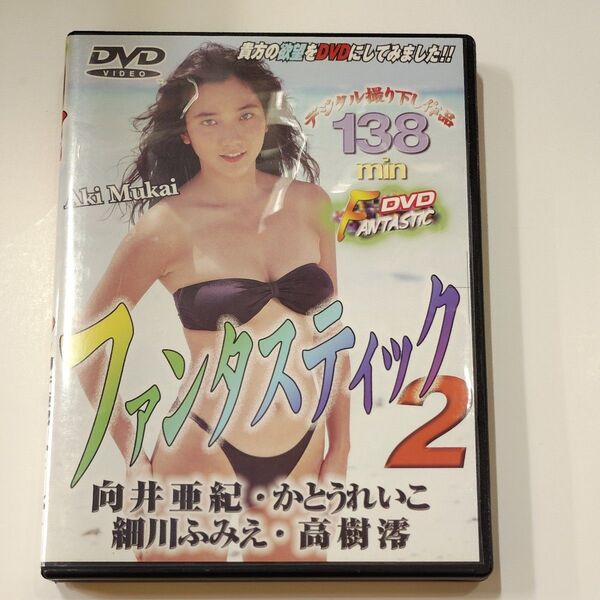 DVD
VIDEO
貴方の欲望をDVDにしてみました!!
デジタル撮り下し作品
138
min
Aki Mukai
DVD
FANTASTIC
ファンタスティック
2
向井亜紀・かとうれいこ
細川ふみえ・高樹澪